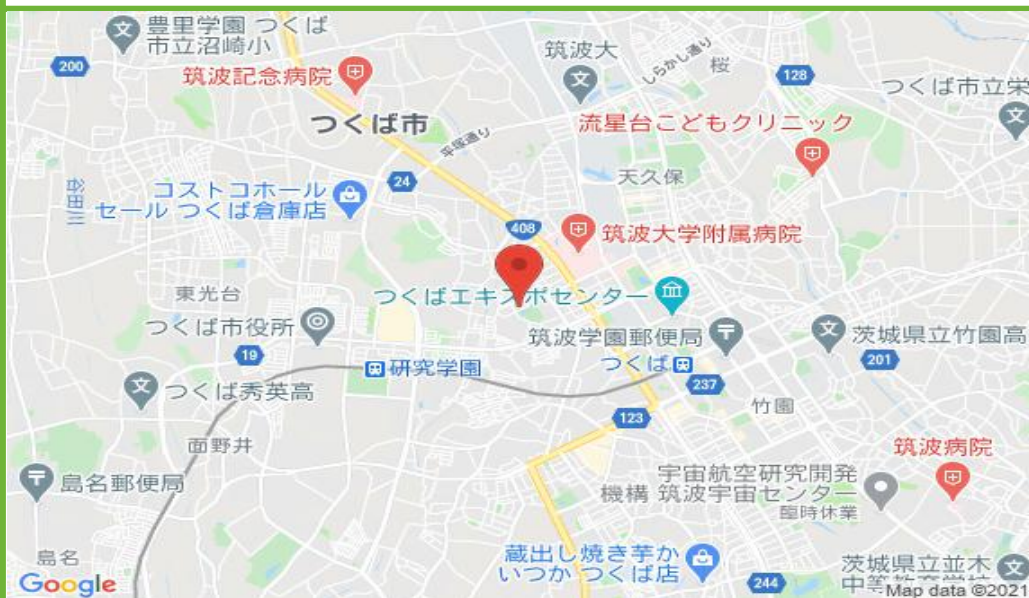 豊里学園 つくば
市立沼崎小
200
筑波記念病院
つくば市
平塚通り
筑波大
しらかし通り
桜
128
つくば市立栄
流星台こどもクリニック
天久保
谷田川
コストコホール
セール つくば倉庫店
24
408
筑波大学附属病院
東光台
つくばエキスポセンター
つくば市役所
19
筑波学園郵便局
茨城県立竹園高
201
研究学園
つくば
237
つくば秀英高
竹園
123
面野井
筑波病院
島名郵便局
宇宙航空研究開発
機構 筑波宇宙センター
臨時休業
島名
蔵出し焼き芋か
いつか つくば店
244
茨城県立並木
中等教育学校
Google
Map data ©2021